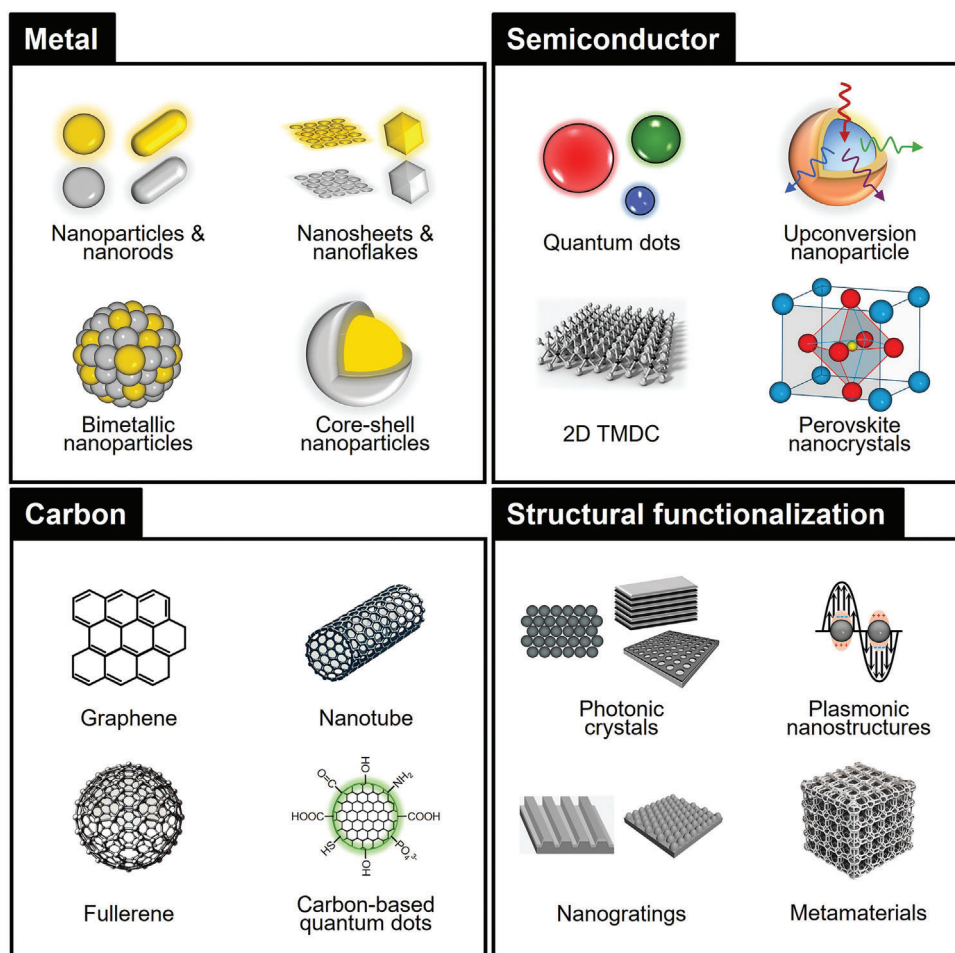 Metal
Nanoparticles &
nanorods
Nanosheets &
nanoflakes
Bimetallic
nanoparticles
Core-shell
nanoparticles
Semiconductor
Quantum dots
Upconversion
nanoparticle
2D TMDC
Perovskite
nanocrystals
Carbon
Graphene
Nanotube
Fullerene
O=C
HO
NH₂
HOOC
COOH
HS
HO
PO₄³⁻
Carbon-based
quantum dots
Structural functionalization
Photonic
crystals
+++
+++
Plasmonic
nanostructures
Nanogratings
Metamaterials